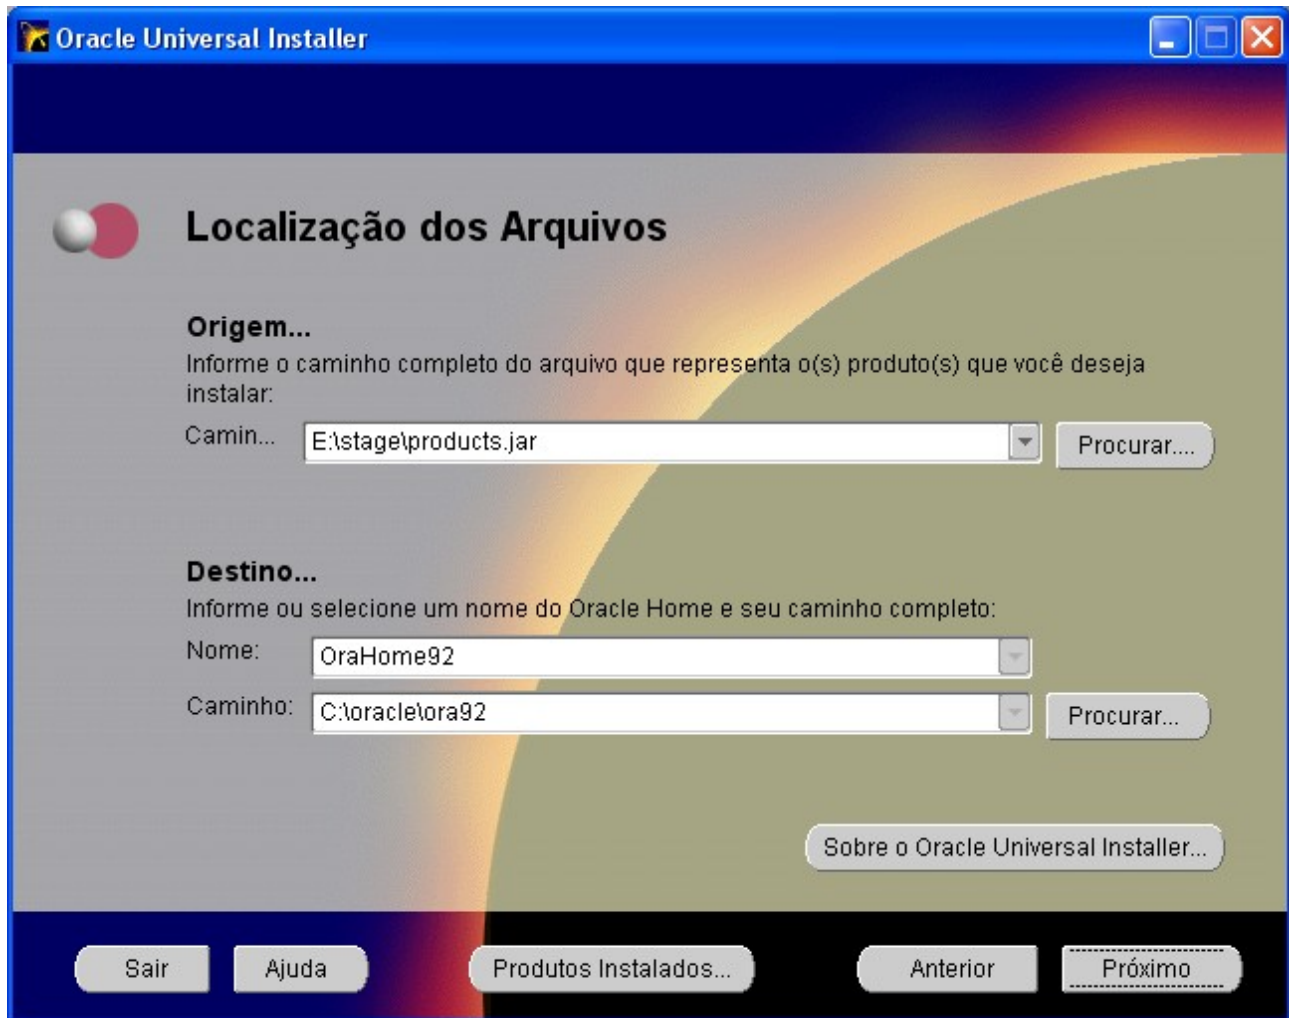 Oracle Universal Installer
Localização dos Arquivos
Origem...
Informe o caminho completo do arquivo que representa o(s) produto(s) que você deseja
instalar:
Camin... E:\stage\products.jar Procurar....
Destino...
Informe ou selecione um nome do Oracle Home e seu caminho completo:
Nome: OraHome92
Caminho: C:\oracle\ora92 Procurar...
Sobre o Oracle Universal Installer...
Sair Ajuda Produtos Instalados... Anterior Próximo